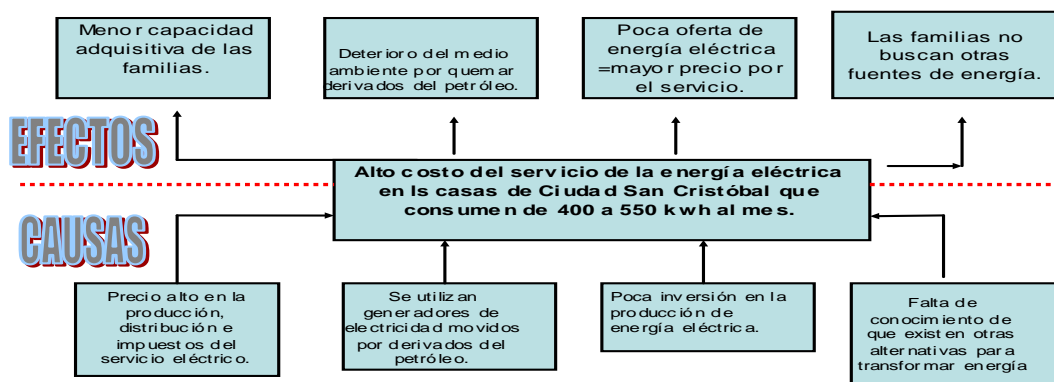 Menor capacidad
adquisitiva de las
familias.
Deterioro del medio
ambiente por quemar
derivados del petróleo.
Poca oferta de
energía eléctrica
=mayor precio por
el servicio.
Las familias no
buscan otras
fuentes de energía.
EFECTOS
Alto costo del servicio de la energía eléctrica
en ls casas de Ciudad San Cristóbal que
consumen de 400 a 550 kwh al mes.
CAUSAS
Precio alto en la
producción,
distribución e
impuestos del
servicio eléctrico.
Se utilizan
generadores de
electricidad movidos
por derivados del
petróleo.
Poca inversión en la
producción de
energía eléctrica.
Falta de
conocimiento de
que existen otras
alternativas para
transformar energía